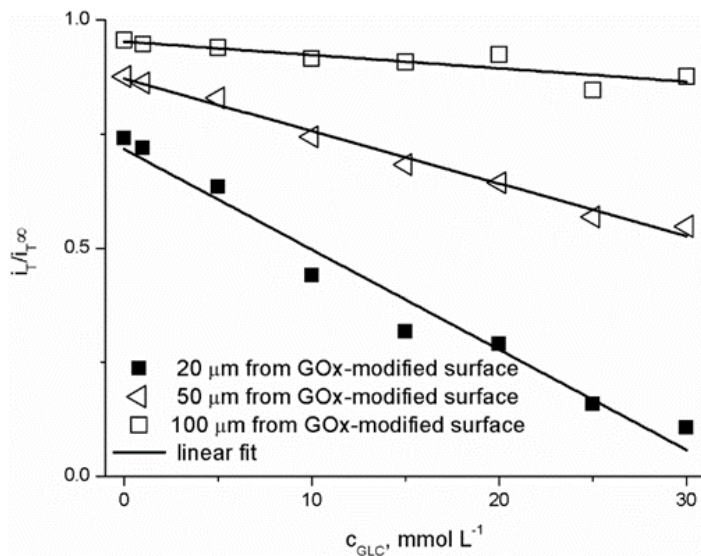 1.0
0.5
0.0
i_T/i_T∞
20 μm from GOx-modified surface
50 μm from GOx-modified surface
100 μm from GOx-modified surface
linear fit
0 10 20 30
c_GLC, mmol L⁻¹